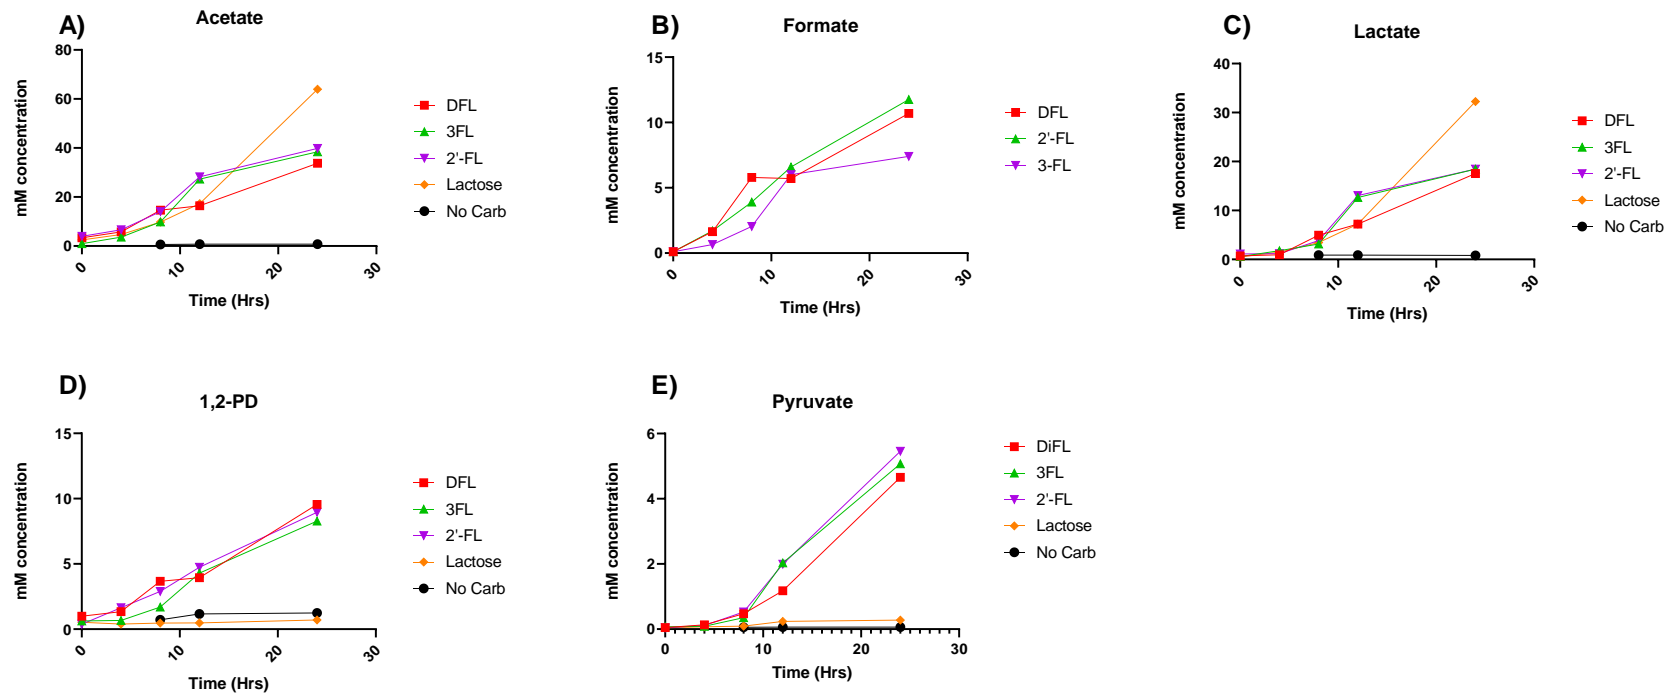 A)
Acetate
mM concentration
80
60
40
20
0
0
10
20
30
Time (Hrs)
DFL
3FL
2'-FL
Lactose
No Carb
B)
Formate
mM concentration
15
10
5
0
0
10
20
30
Time (Hrs)
DFL
2'-FL
3-FL
C)
Lactate
mM concentration
40
30
20
10
0
0
10
20
30
Time (Hrs)
DFL
3FL
2'-FL
Lactose
No Carb
D)
1,2-PD
mM concentration
15
10
5
0
0
10
20
30
Time (Hrs)
DFL
3FL
2'-FL
Lactose
No Carb
E)
Pyruvate
mM concentration
6
4
2
0
0
10
20
30
Time (Hrs)
DiFL
3FL
2'-FL
Lactose
No Carb